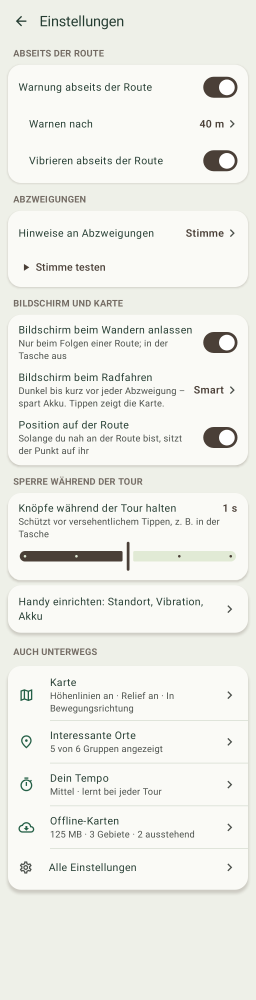 Einstellungen
ABSEITS DER ROUTE
Warnung abseits der Route
Warnen nach 40 m
Vibrieren abseits der Route
ABZWEIGUNGEN
Hinweise an Abzweigungen Stimme
Stimme testen
BILDSCHIRM UND KARTE
Bildschirm beim Wandern anlassen
Nur beim Folgen einer Route; in der
Tasche aus
Bildschirm beim Radfahren
Dunkel bis kurz vor jeder Abzweigung –
spart Akku. Tippen zeigt die Karte.
Smart
Position auf der Route
Solange du nah an der Route bist, sitzt
der Punkt auf ihr
SPERRE WÄHREND DER TOUR
Knöpfe während der Tour halten 1 s
Schützt vor versehentlichem Tippen, z. B. in der
Tasche
Handy einrichten: Standort, Vibration,
Akku
AUCH UNTERWEGS
Karte
Höhenlinien an · Relief an · In
Bewegungsrichtung
Interessante Orte
5 von 6 Gruppen angezeigt
Dein Tempo
Mittel · lernt bei jeder Tour
Offline-Karten
125 MB · 3 Gebiete · 2 ausstehend
Alle Einstellungen